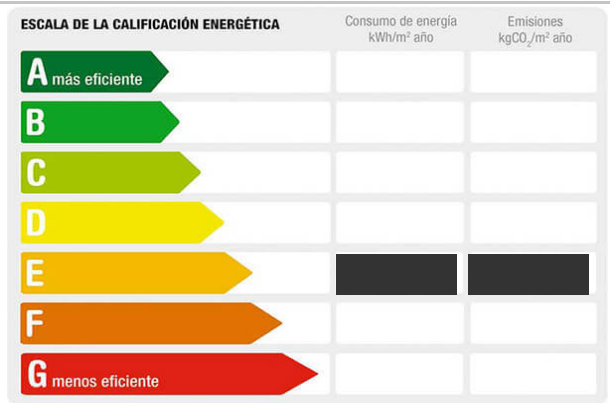 ESCALA DE LA CALIFICACIÓN ENERGÉTICA
Consumo de energía
kWh/m² año
Emisiones
kgCO₂/m² año
A más eficiente
B
C
D
E
F
G menos eficiente